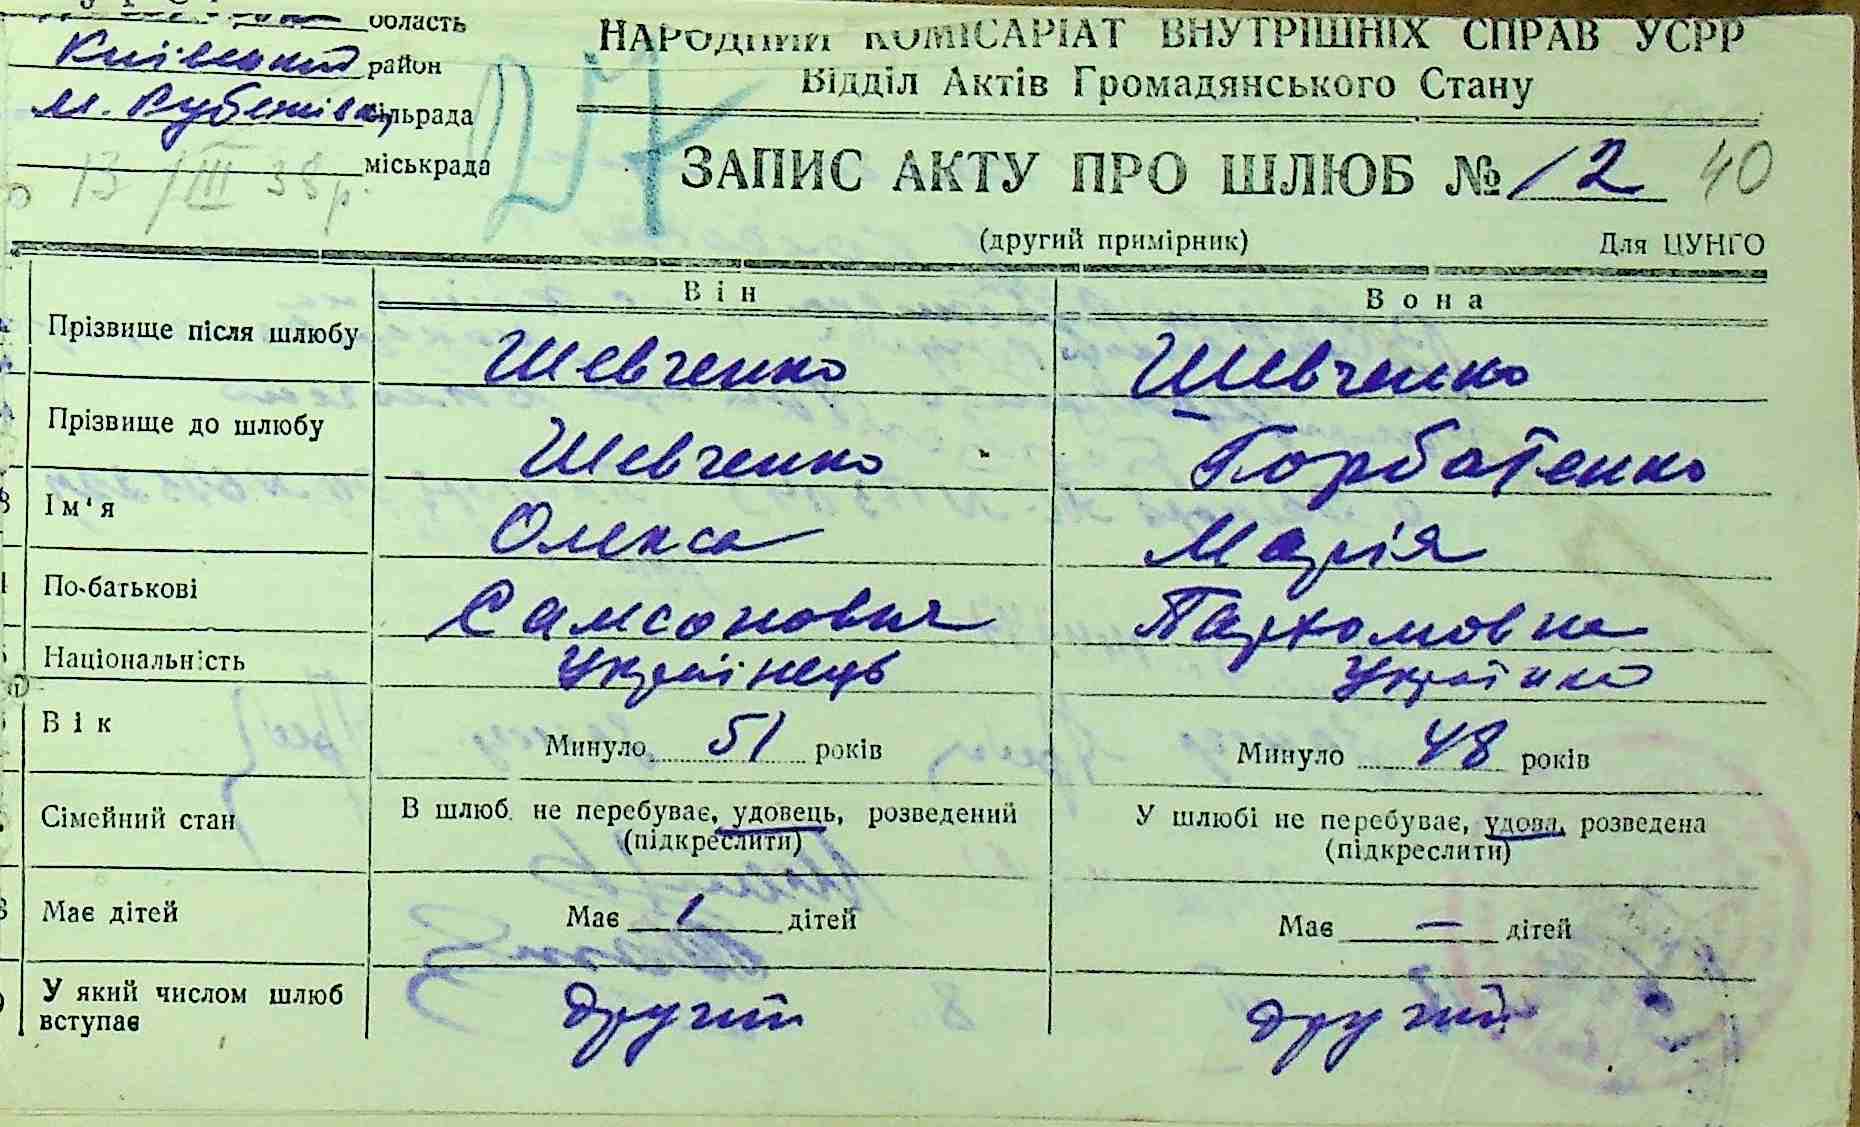 область
Київський район
М. Вубенівка, сільрада
міськрада
13/III 38 р.
27
НАРОДНИЙ КОМІСАРІАТ ВНУТРІШНІХ СПРАВ УСРР
Відділ Актів Громадянського Стану
ЗАПИС АКТУ ПРО ШЛЮБ № 12 40
(другий примірник) Для ЦУНГО
Він Вона
Прізвище після шлюбу Шевченко Шевченко
Прізвище до шлюбу Шевченко Горбатенко
Ім'я Олекса Марія
По-батькові Самсонович Пархомовна
Національність Українець Українка
Вік Минуло 51 років Минуло 48 років
Сімейний стан В шлюб. не перебуває, удовець, розведений У шлюбі не перебуває, удова, розведена
(підкреслити) (підкреслити)
Має дітей Має 1 дітей Має — дітей
У який числом шлюб вступає другий другий